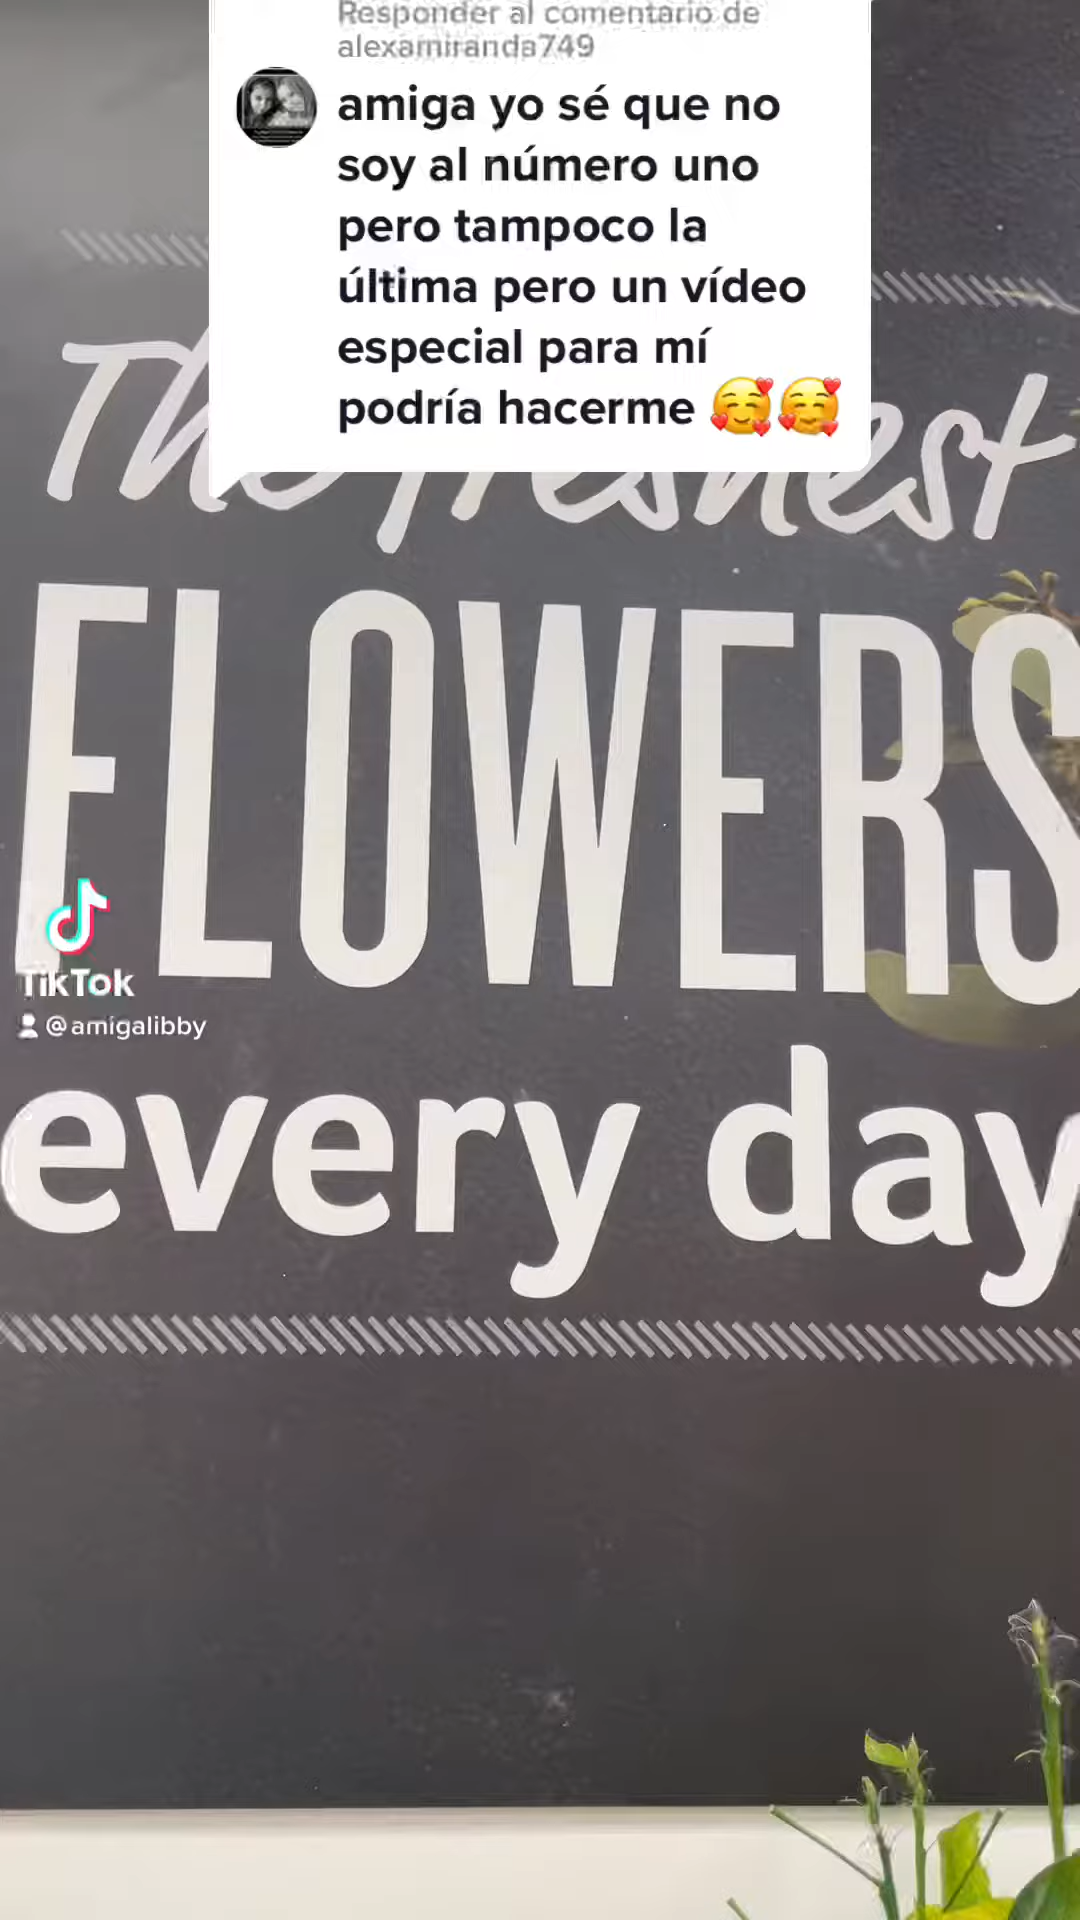 Responder al comentario de
alexamiranda749
amiga yo sé que no
soy al número uno
pero tampoco la
última pero un vídeo
especial para mí
podría hacerme 🥰🥰
The freshest
FLOWERS
TikTok
@amigalibby
every day